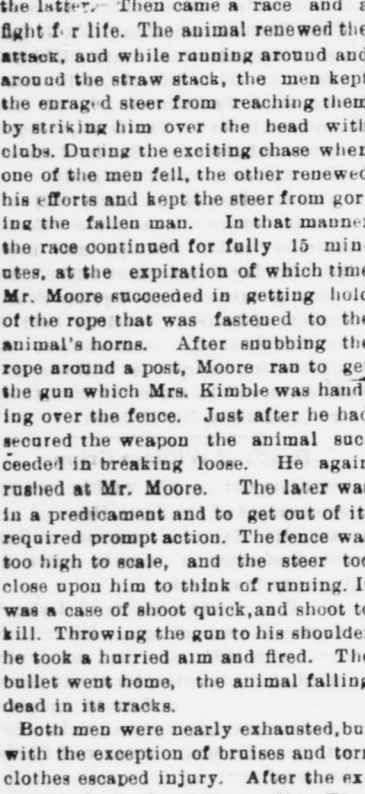 the latter. Then came a race and a
fight f r life. The animal renewed the
attack, and while running around and
around the straw stack, the men kept
the enrag d steer from reaching them
by striking him over the head with
clubs. During the exciting chase when
one of the men fell, the other renewed
his efforts and kept the steer from gor
ing the fallen man. In that manner
the race continued for fully 15 min
utes, at the expiration of which time
Mr. Moore succeeded in getting hold
of the rope that was fastened to the
animal's horns. After snubbing the
rope around a post, Moore ran to get
the gun which Mrs. Kimble was hand
ing over the fence. Just after he had
secured the weapon the animal suc
ceeded in breaking loose. He again
rushed at Mr. Moore. The later was
in a predicament and to get out of it
required prompt action. The fence was
too high to scale, and the steer too
close upon him to think of running. It
was a case of shoot quick,and shoot to
kill. Throwing the gun to his shoulder
he took a hurried aim and fired. The
bullet went home, the animal falling
dead in its tracks.
Both men were nearly exhausted,but
with the exception of bruises and torn
clothes escaped injury. After the ex